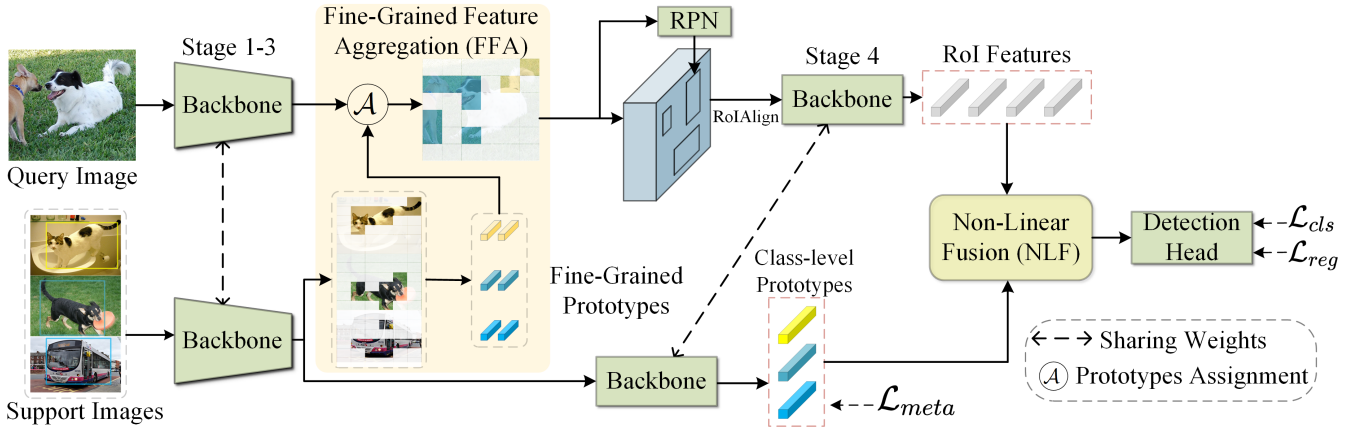 Fine-Grained Feature
Aggregation (FFA)
RPN
Stage 1-3
Stage 4
RoI Features
Backbone
𝒜
Backbone
RoIAlign
Query Image
Non-Linear
Fusion (NLF)
Detection
Head
ℒcls
ℒreg
Class-level
Prototypes
Fine-Grained
Prototypes
Backbone
Backbone
Sharing Weights
𝒜 Prototypes Assignment
ℒmeta
Support Images